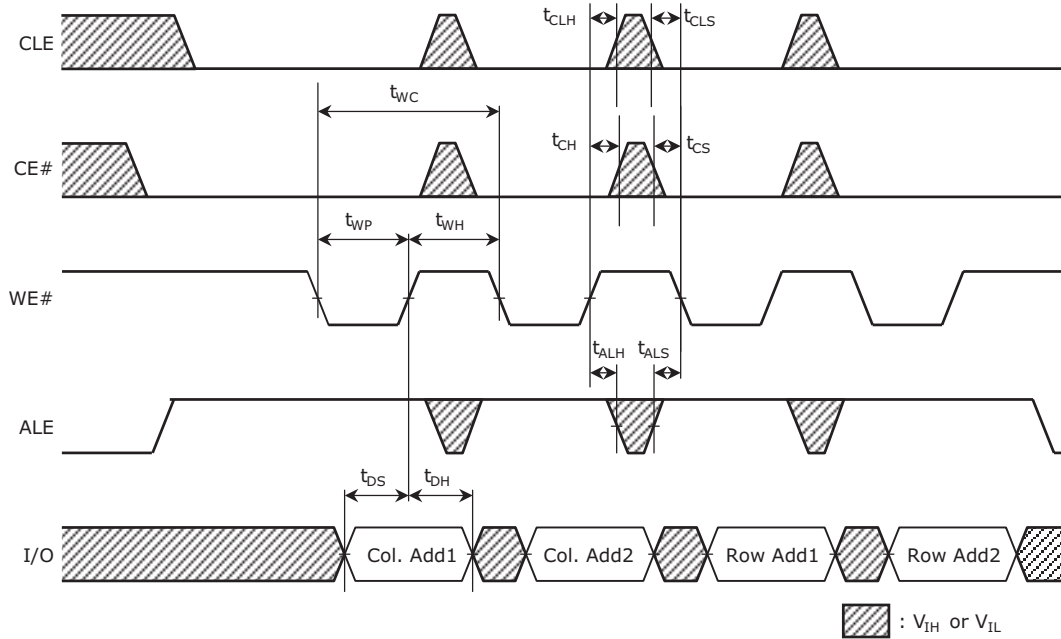 CLE
tCLH
tCLS
tWC
CE#
tCH
tCS
tWP
tWH
WE#
tALH
tALS
ALE
tDS
tDH
I/O
Col. Add1
Col. Add2
Row Add1
Row Add2
: VIH or VIL